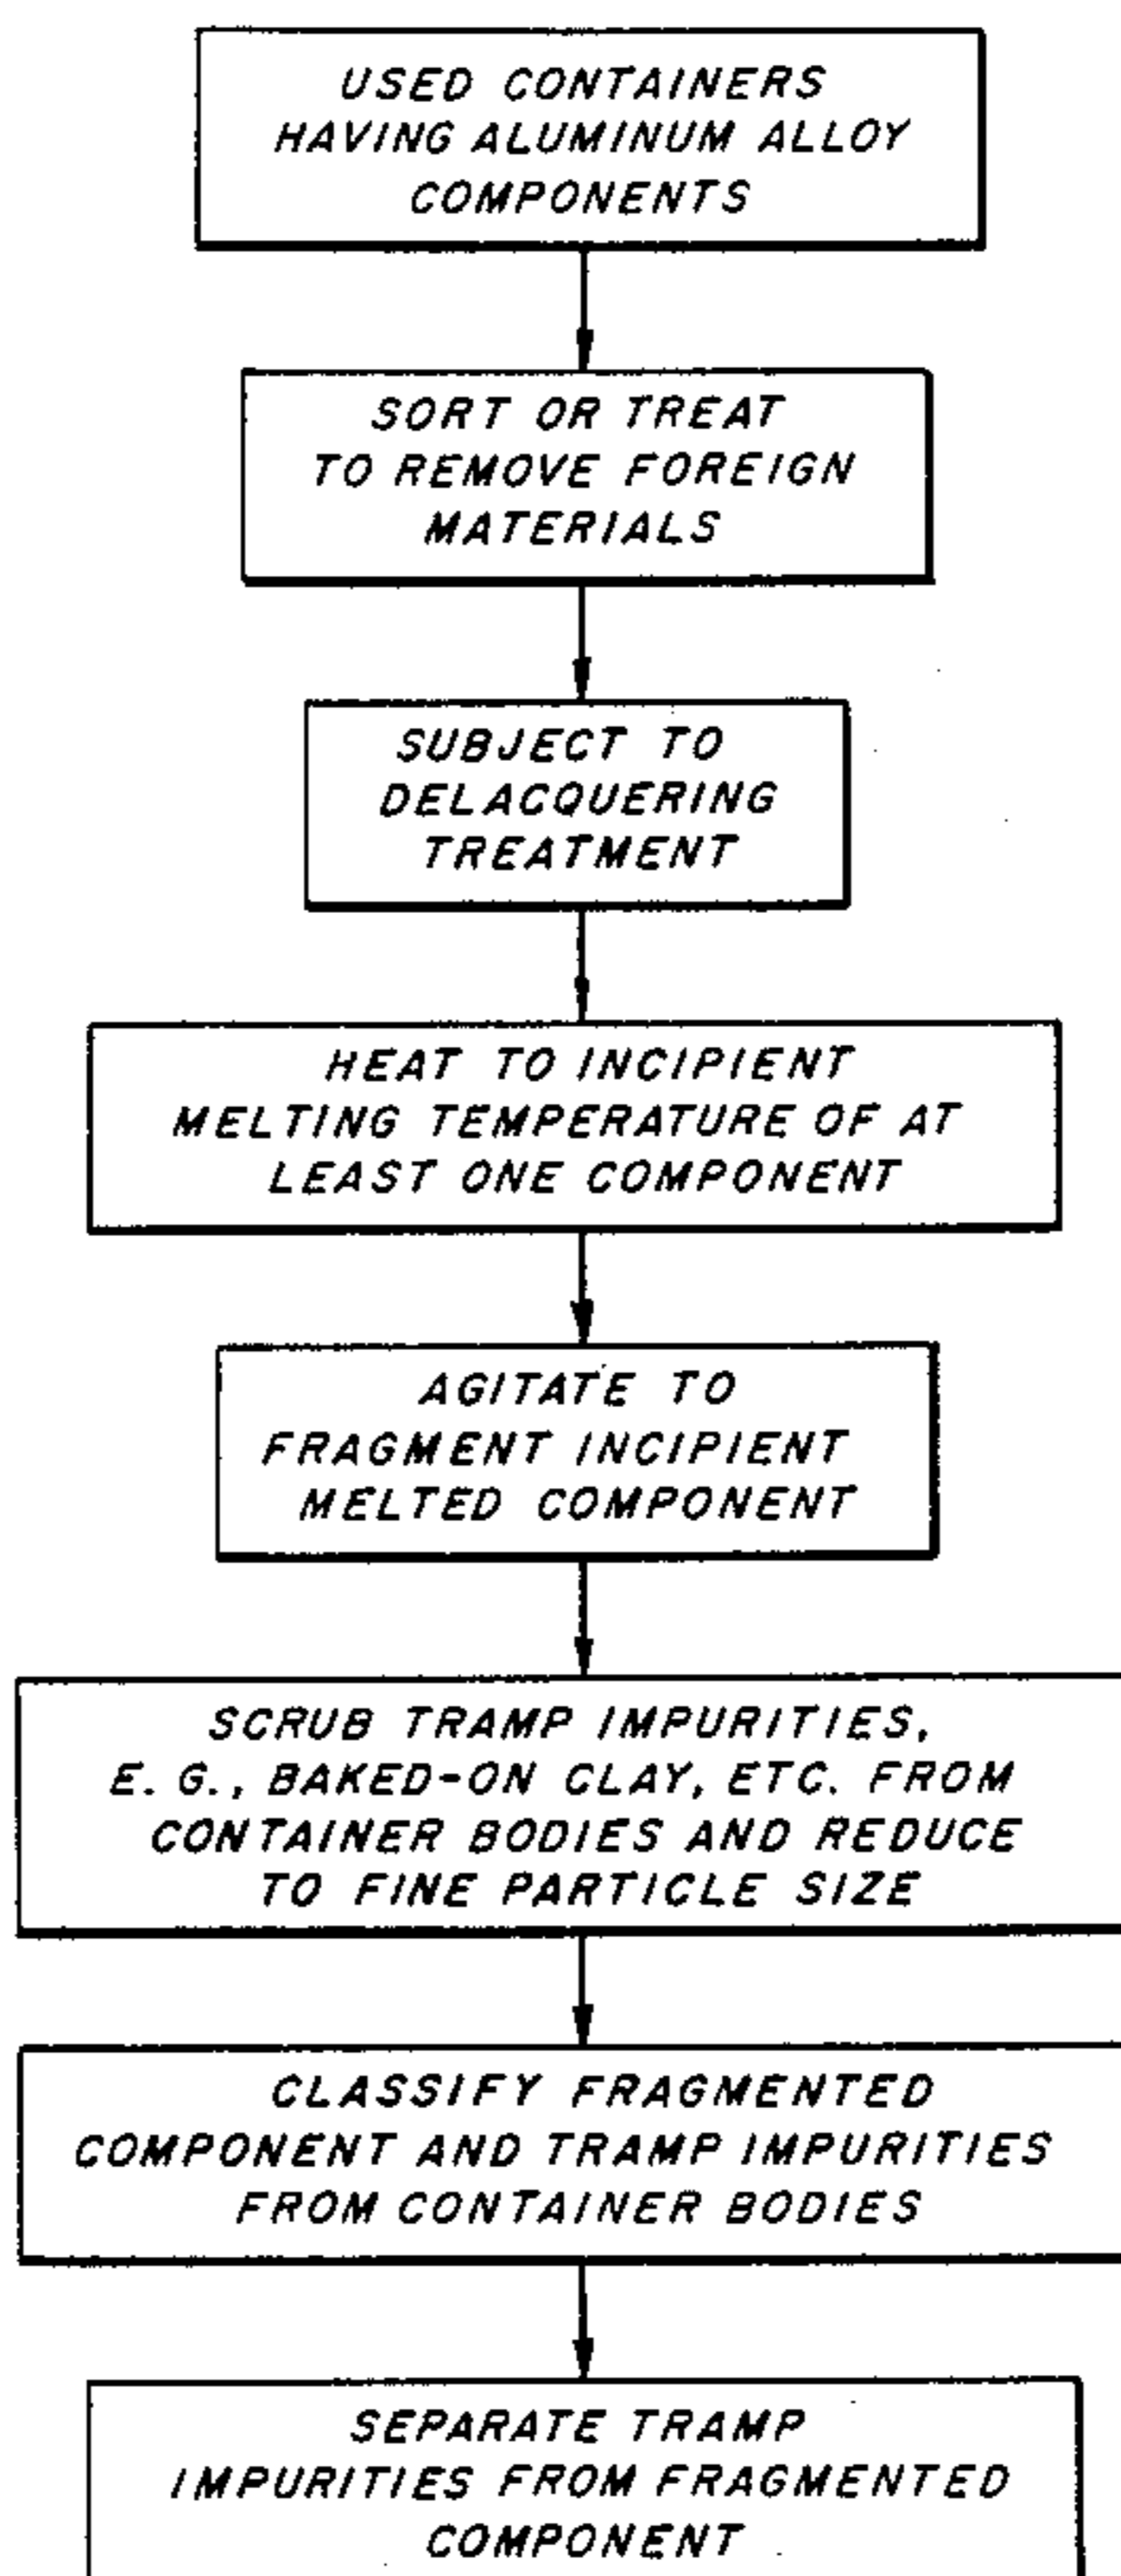 USED CONTAINERS
HAVING ALUMINUM ALLOY
COMPONENTS
SORT OR TREAT
TO REMOVE FOREIGN
MATERIALS
SUBJECT TO
DELACQUERING
TREATMENT
HEAT TO INCIPIENT
MELTING TEMPERATURE OF AT
LEAST ONE COMPONENT
AGITATE TO
FRAGMENT INCIPIENT
MELTED COMPONENT
SCRUB TRAMP IMPURITIES,
E.G., BAKED-ON CLAY, ETC. FROM
CONTAINER BODIES AND REDUCE
TO FINE PARTICLE SIZE
CLASSIFY FRAGMENTED
COMPONENT AND TRAMP IMPURITIES
FROM CONTAINER BODIES
SEPARATE TRAMP
IMPURITIES FROM FRAGMENTED
COMPONENT